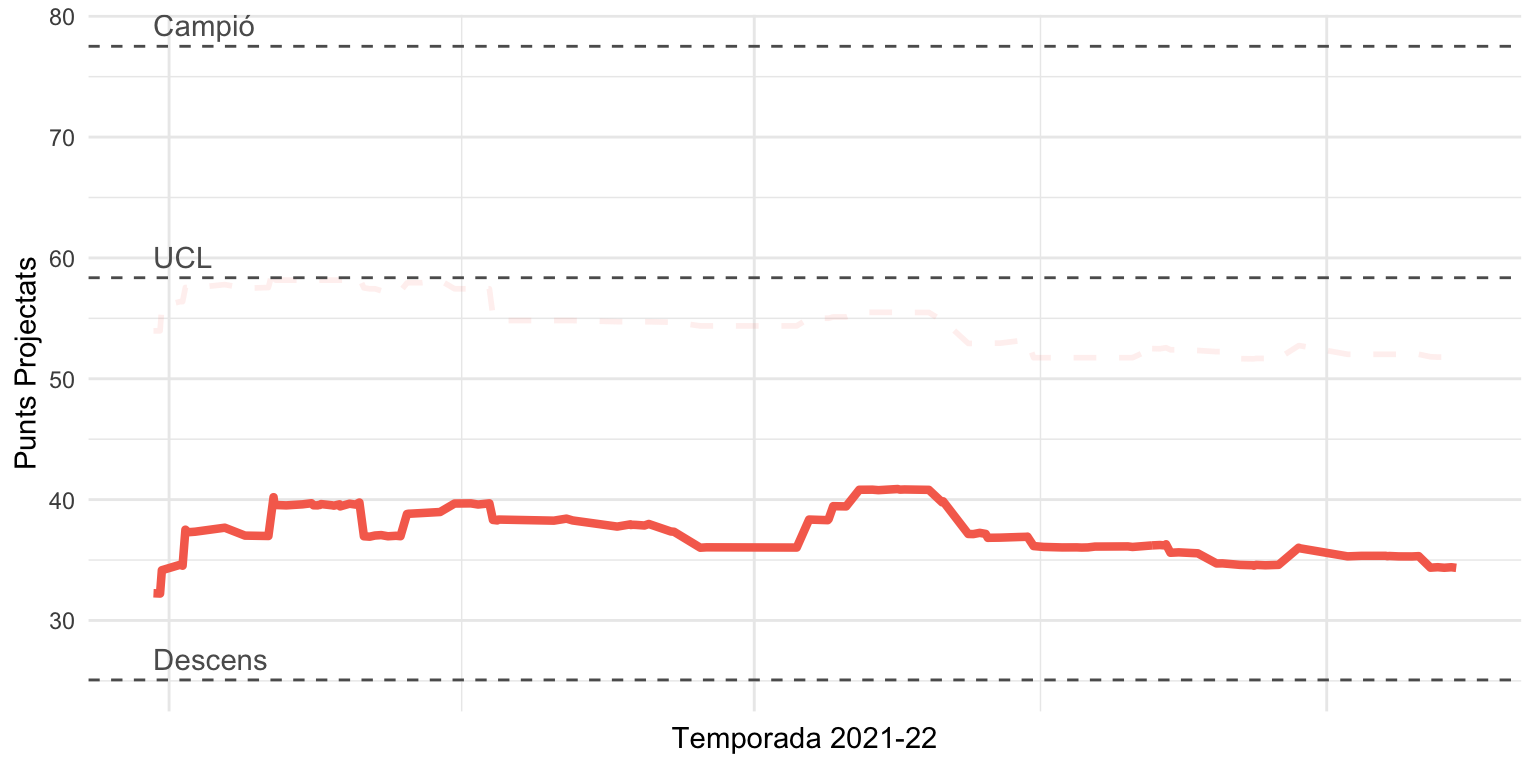 80
Campió
70
UCL
60
50
40
30
Descens
Punts Projectats
Temporada 2021-22